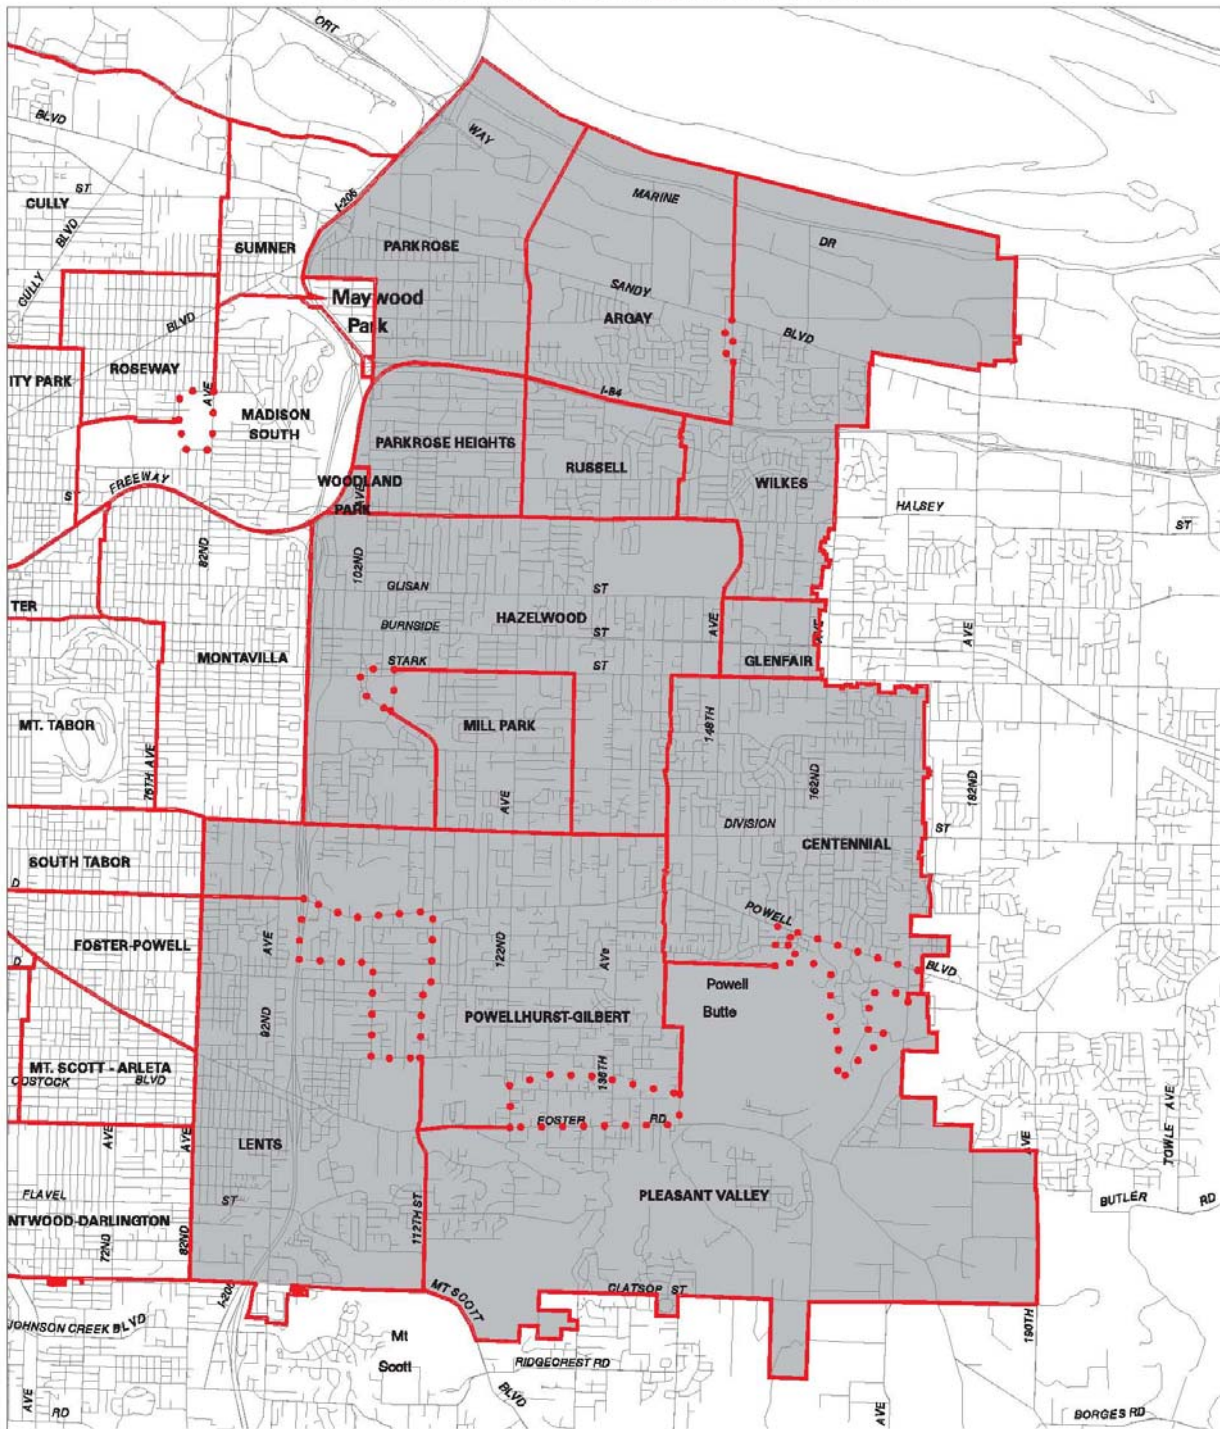 ORT
BLVD
WAY
ST
CULLY
I-205
MARINE
BLVD
SUMNER
PARKROSE
DR
CULLY
SANDY
Maywood
Park
ARGAY
BLVD
BLVD
ROSEWAY
ITY PARK
AVE
I-84
MADISON
SOUTH
PARKROSE HEIGHTS
RUSSELL
FREEWAY
WOODLAND
PARK
AVE
WILKES
S
HALSEY
ST
82ND
102ND
GLISAN
ST
TER
HAZELWOOD
BURNSIDE
ST
AVE
AVE
AVE
MONTAVILLA
STARK
ST
GLENFAIR
MT. TABOR
MILL PARK
148TH
76TH AVE
AVE
162ND
182ND
DIVISION
ST
CENTENNIAL
SOUTH TABOR
D
POWELL
FOSTER-POWELL
AVE
122ND
AVe
D
BLVD
Powell
Butte
92ND
POWELLHURST-GILBERT
MT. SCOTT - ARLETA
COSTOCK
BLVD
136TH
FOSTER
RD
AVE
AVE
LENTS
AVE
TOWLE AVE
FLAVEL
ST
PLEASANT VALLEY
BUTLER
RD
NTWOOD-DARLINGTON
72ND
82ND
112TH ST
I-205
MT SCOTT
CLATSOP ST
JOHNSON CREEK BLVD
Mt
Scott
190TH
RIDGECREST RD
BLVD
AVE
RD
AVE
BORGES RD